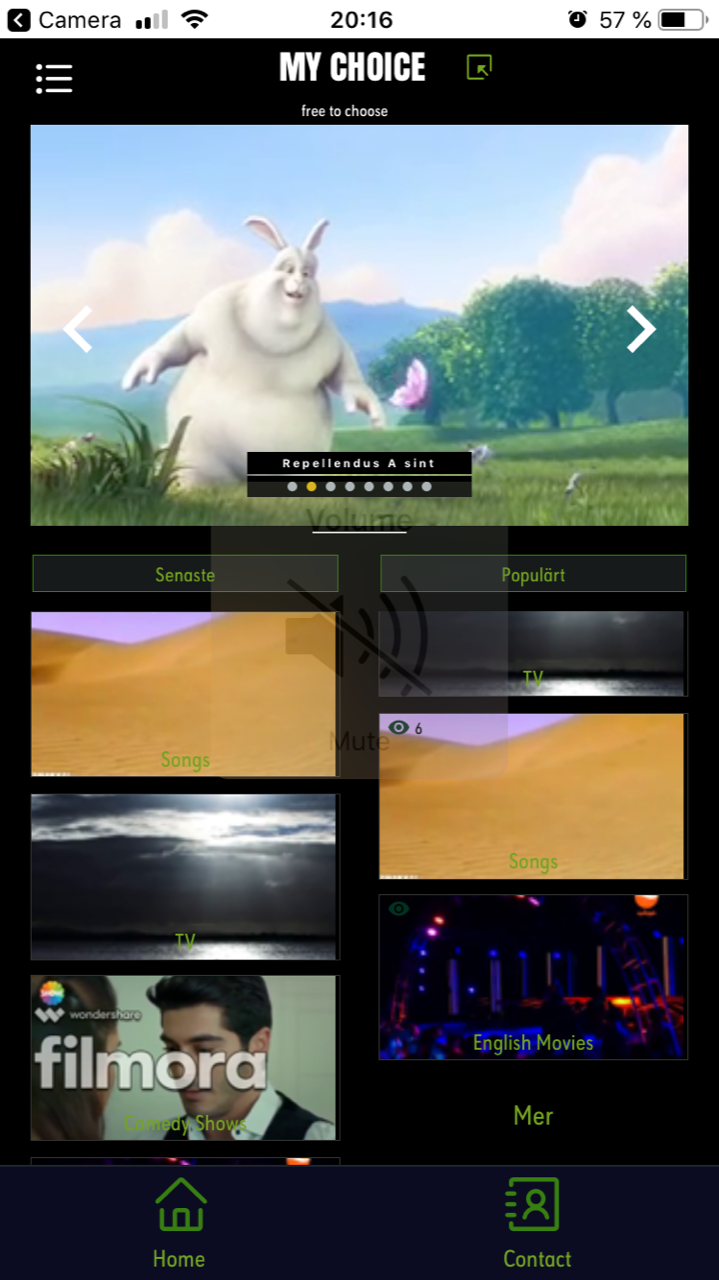 Camera
20:16
57 %
MY CHOICE
free to choose
Repellendus A sint
Volume
Senaste
Populärt
TV
Mute
6
Songs
Songs
TV
SHOW
wondershare
filmora
English Movies
Comedy Shows
Mer
Home
Contact